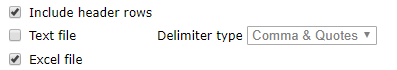 Include header rows
Text file Delimiter type Comma & Quotes
Excel file